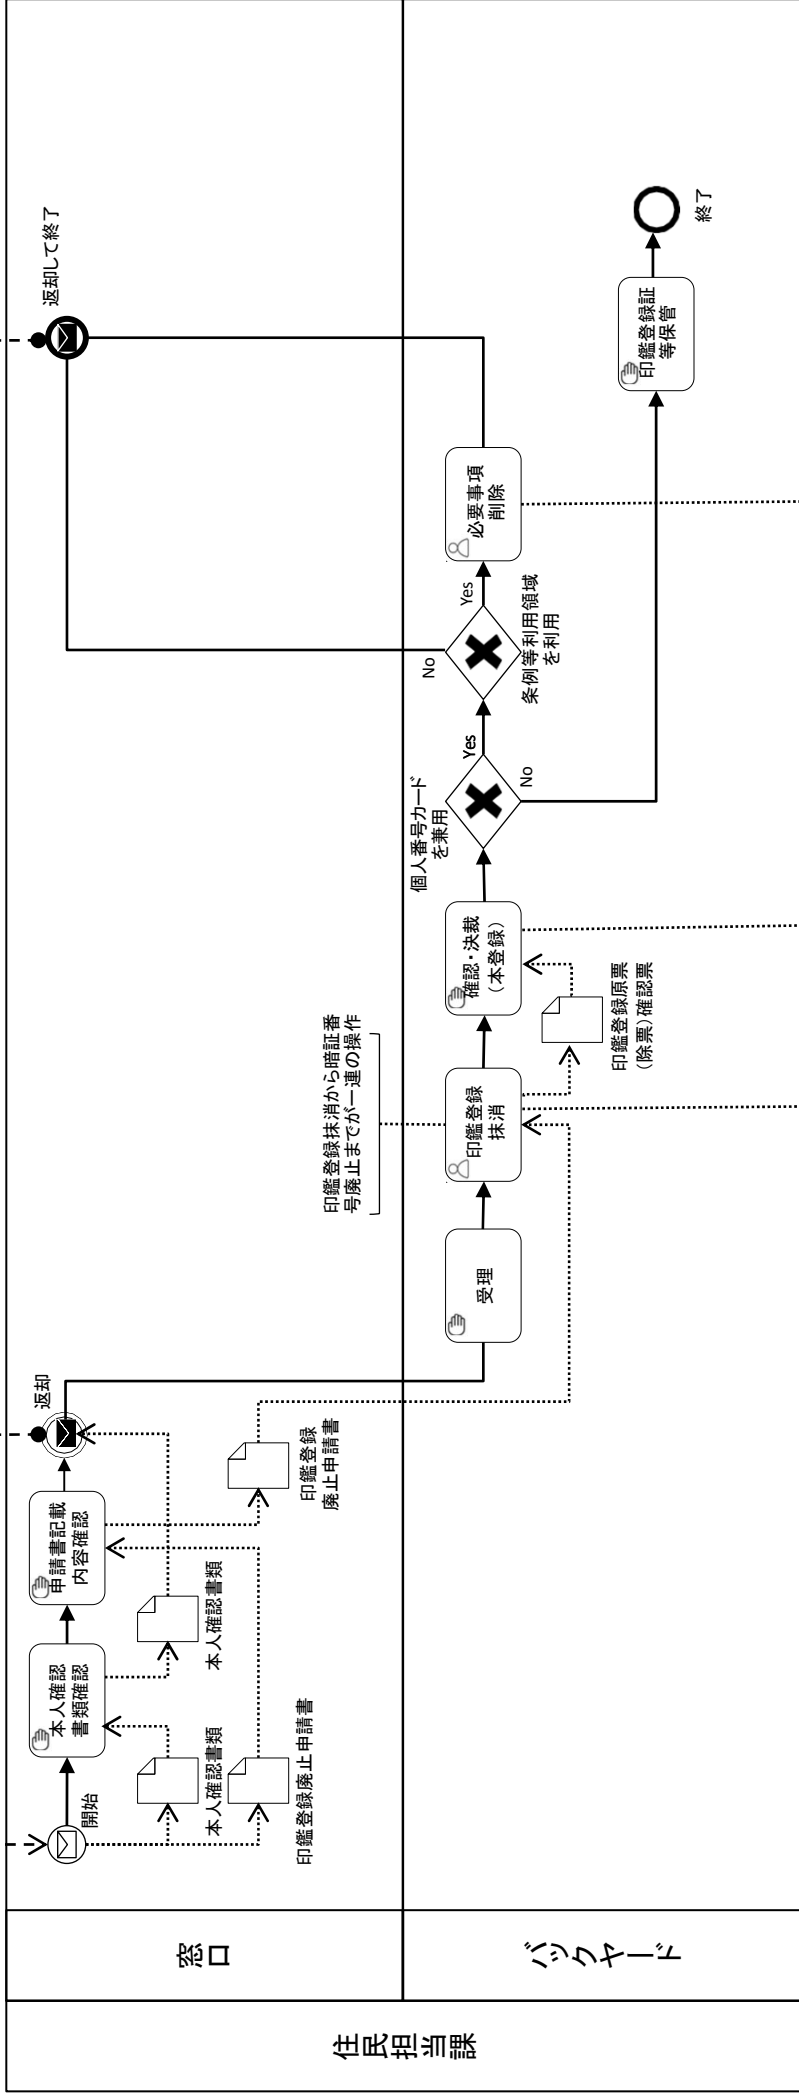 住民担当課
窓口
バックヤード
開始
本人確認
書類確認
申請書記載
内容確認
返却
返却して終了
本人確認書類
本人確認書類
印鑑登録廃止申請書
印鑑登録
廃止申請書
印鑑登録抹消から暗証番
号廃止までが一連の操作
受理
印鑑登録
抹消
確認・決裁
(本登録)
印鑑登録原票
(除票)確認票
個人番号カード
を兼用
Yes
No
条例等利用領域
を利用
Yes
No
必要事項
削除
印鑑登録証
等保管
終了